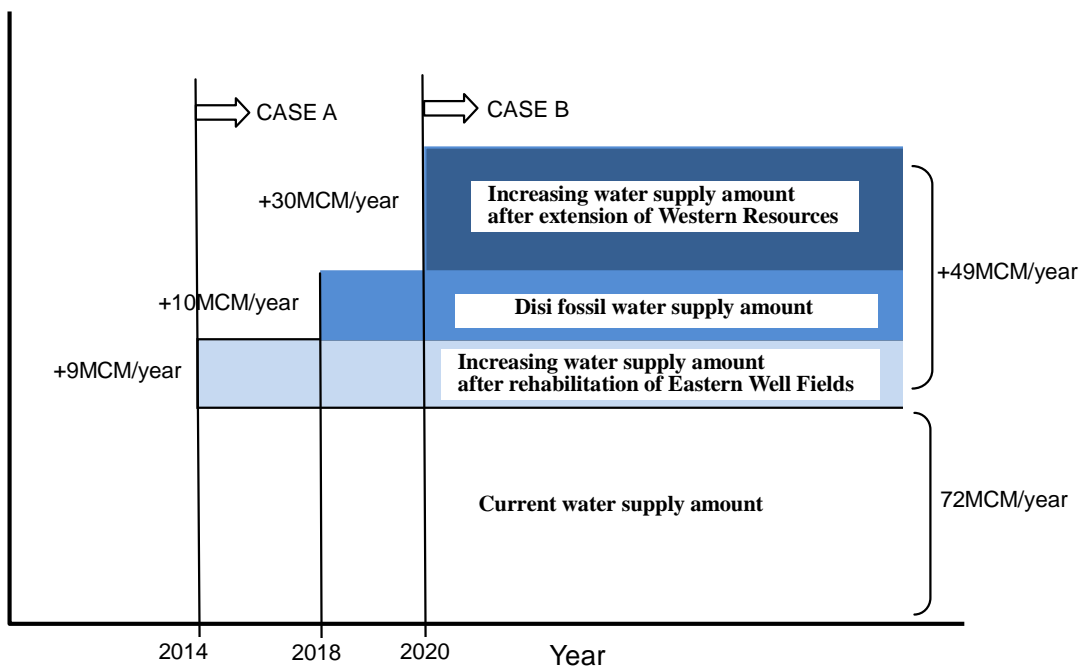 CASE A
CASE B
+30MCM/year
Increasing water supply amount
after extension of Western Resources
+49MCM/year
+10MCM/year
Disi fossil water supply amount
+9MCM/year
Increasing water supply amount
after rehabilitation of Eastern Well Fields
Current water supply amount
72MCM/year
2014
2018
2020
Year